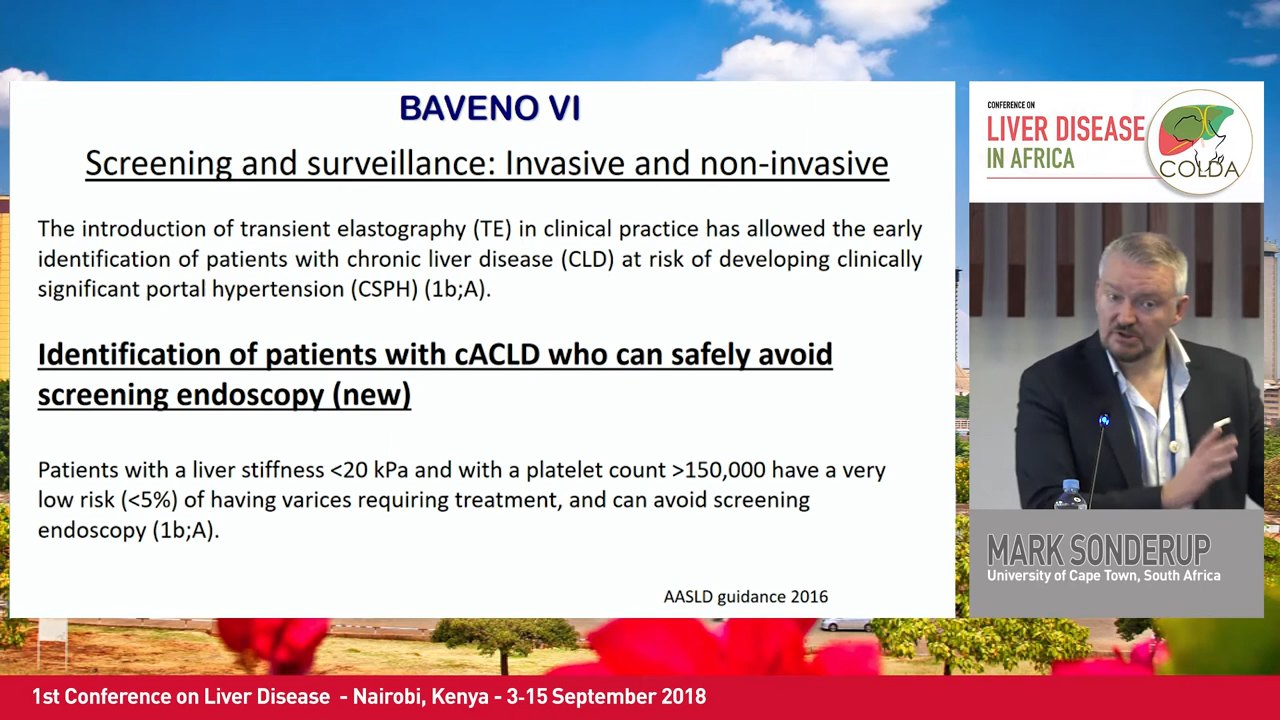 BAVENO VI
Screening and surveillance: Invasive and non-invasive
The introduction of transient elastography (TE) in clinical practice has allowed the early
identification of patients with chronic liver disease (CLD) at risk of developing clinically
significant portal hypertension (CSPH) (1b;A).
Identification of patients with cACLD who can safely avoid
screening endoscopy (new)
Patients with a liver stiffness <20 kPa and with a platelet count >150,000 have a very
low risk (<5%) of having varices requiring treatment, and can avoid screening
endoscopy (1b;A).
AASLD guidance 2016
CONFERENCE ON
LIVER DISEASE
IN AFRICA
COLDA
MARK SONDERUP
University of Cape Town, South Africa
1st Conference on Liver Disease - Nairobi, Kenya - 3-15 September 2018